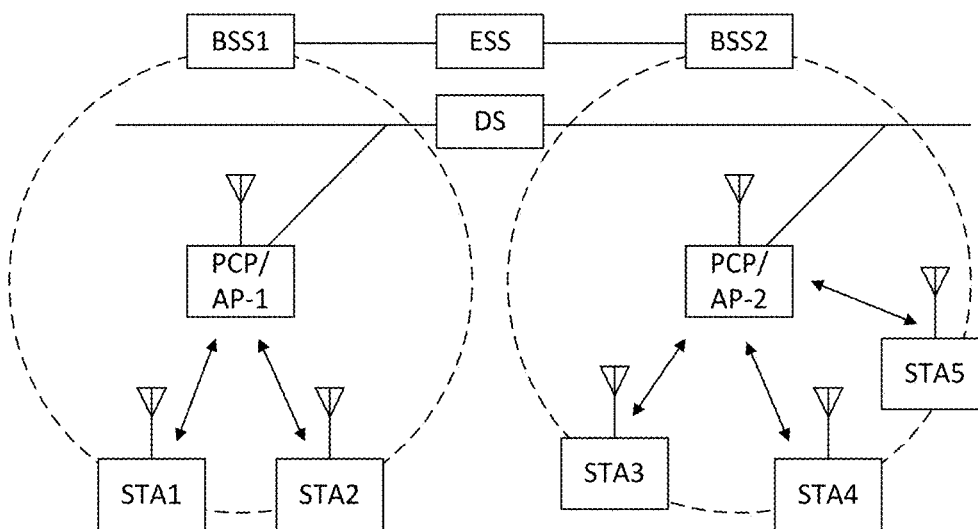 BSS1
ESS
BSS2
DS
PCP/
AP-1
PCP/
AP-2
STA5
STA3
STA1
STA2
STA4